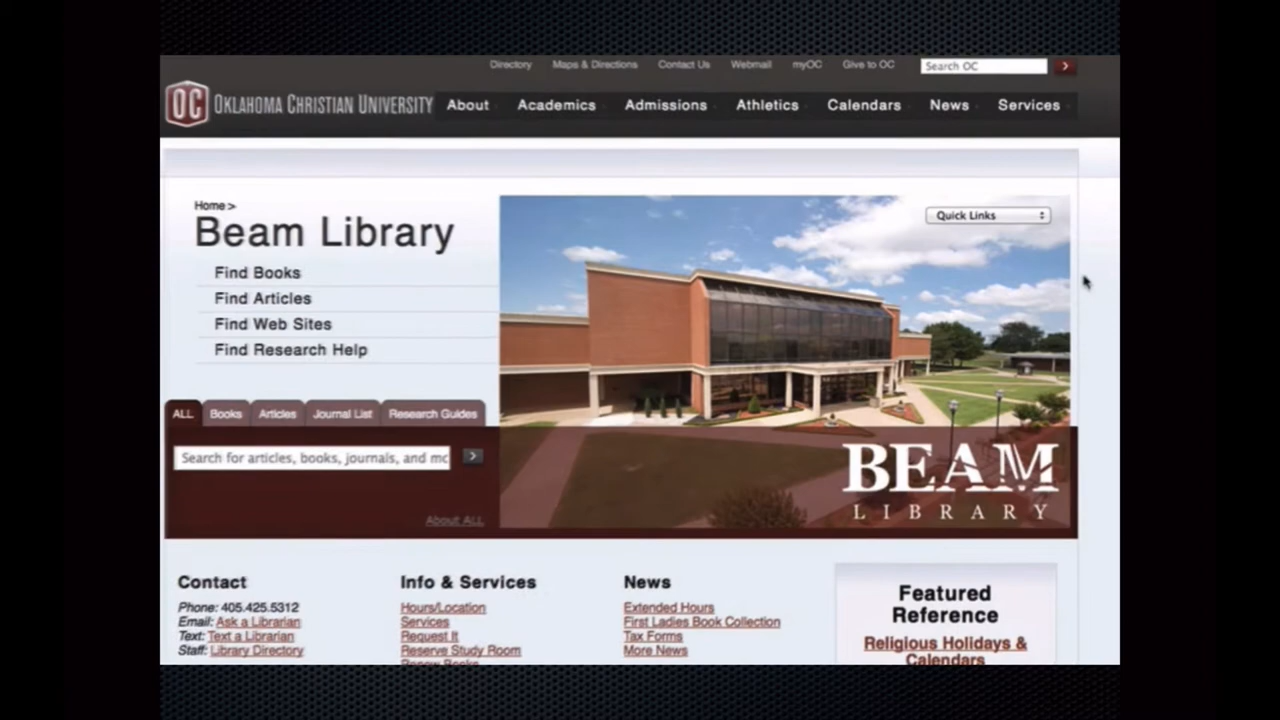 Directory Maps & Directions Contact Us Webmail myOC Give to OC Search OC
OC OKLAHOMA CHRISTIAN UNIVERSITY
About Academics Admissions Athletics Calendars News Services
Home >
Beam Library
Quick Links
Find Books
Find Articles
Find Web Sites
Find Research Help
ALL Books Articles Journal List Research Guides
Search for articles, books, journals, and mc
About ALL
BEAM
LIBRARY
Contact
Phone: 405.425.5312
Email: Ask a Librarian
Text: Text a Librarian
Staff: Library Directory
Info & Services
Hours/Location
Services
Request It
Reserve Study Room
Renew Books
News
Extended Hours
First Ladies Book Collection
Tax Forms
More News
Featured
Reference
Religious Holidays &
Calendars